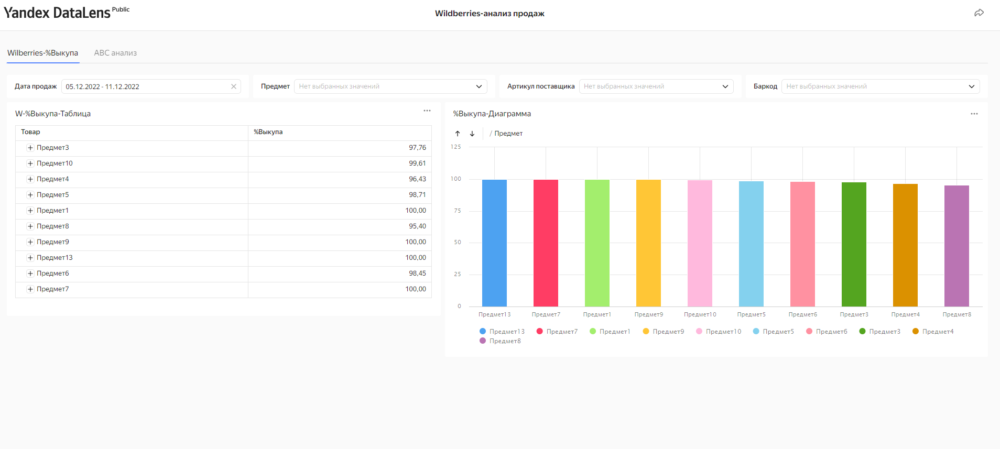 Yandex DataLens Public
Wildberries-анализ продаж
Wilberries-%Выкупа
ABC анализ
Дата продаж 05.12.2022 - 11.12.2022
Предмет Нет выбранных значений
Артикул поставщика Нет выбранных значений
Баркод Нет выбранных значений
W-%Выкупа-Таблица
Товар %Выкупа
Предмет3 97,76
Предмет10 99,61
Предмет4 96,43
Предмет5 98,71
Предмет1 100,00
Предмет8 95,40
Предмет9 100,00
Предмет13 100,00
Предмет6 98,45
Предмет7 100,00
%Выкупа-Диаграмма
/ Предмет
125
100
75
50
25
0
Предмет13 Предмет7 Предмет1 Предмет9 Предмет10 Предмет5 Предмет6 Предмет3 Предмет4 Предмет8
Предмет13 Предмет7 Предмет1 Предмет9 Предмет10 Предмет5 Предмет6 Предмет3 Предмет4
Предмет8